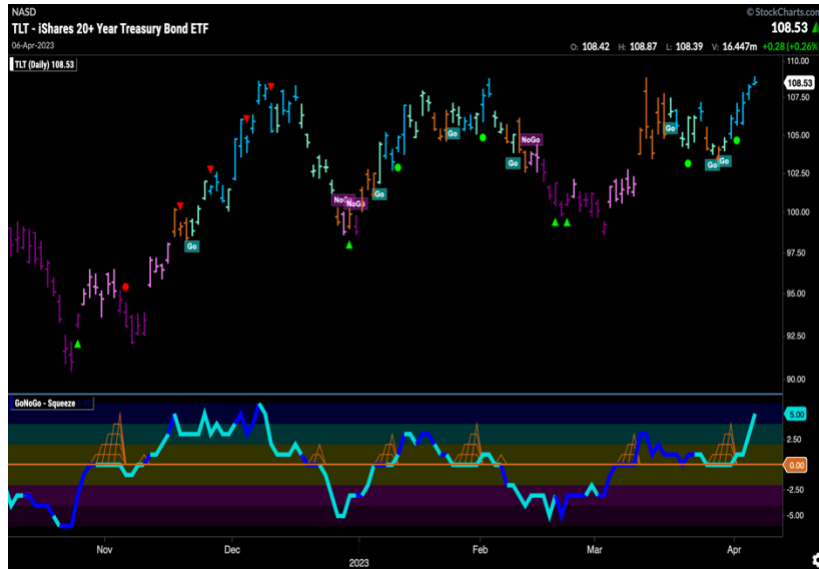 NASD
© StockCharts.com
TLT - iShares 20+ Year Treasury Bond ETF
108.53
06-Apr-2023
O: 108.42 H: 108.87 L: 108.39 V: 16.447m +0.28 (+0.26%
TLT (Daily) 108.53
110.00
108.53
107.50
105.00
102.50
100.00
97.50
95.00
92.50
90.00
Go
NoGo
NoGo
Go
Go
Go
NoGo
Go
Go
Go
GoNoGo - Squeeze
5.00
2.50
0.00
-2.50
-5.00
Nov Dec 2023 Feb Mar Apr